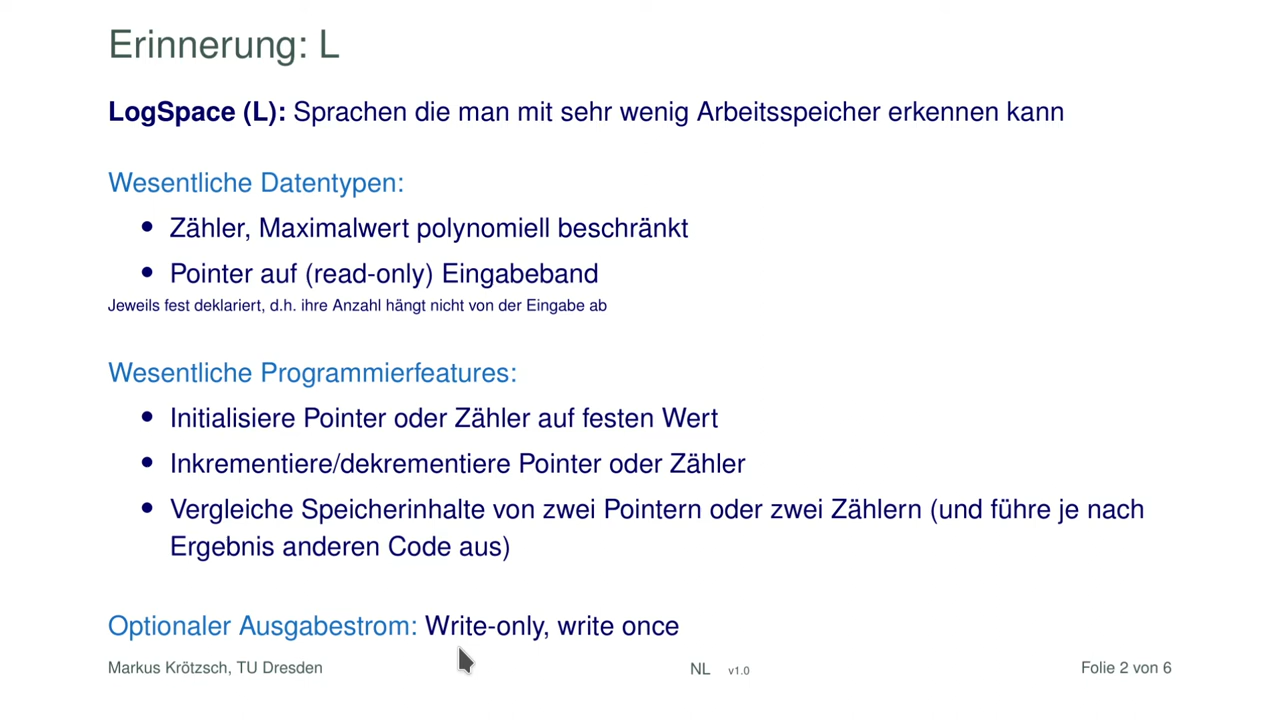 Erinnerung: L
LogSpace (L): Sprachen die man mit sehr wenig Arbeitsspeicher erkennen kann
Wesentliche Datentypen:
• Zähler, Maximalwert polynomiell beschränkt
• Pointer auf (read-only) Eingabeband
Jeweils fest deklariert, d.h. ihre Anzahl hängt nicht von der Eingabe ab
Wesentliche Programmierfeatures:
• Initialisiere Pointer oder Zähler auf festen Wert
• Inkrementiere/dekrementiere Pointer oder Zähler
• Vergleiche Speicherinhalte von zwei Pointern oder zwei Zählern (und führe je nach
Ergebnis anderen Code aus)
Optionaler Ausgabestrom: Write-only, write once
Markus Krötzsch, TU Dresden NL v1.0 Folie 2 von 6